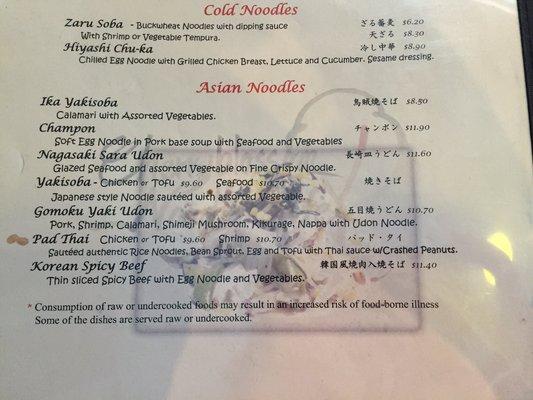 Cold Noodles
Zaru Soba - Buckwheat Noodles with dipping sauce ざる蕎麦 $6.20
With Shrimp or Vegetable Tempura. 天ざる $8.30
Hiyashi Chu-ka 冷し中華 $8.90
Chilled Egg Noodle with Grilled Chicken Breast, Lettuce and Cucumber. Sesame dressing.
Asian Noodles
Ika Yakisoba 烏賊焼そば $8.50
Calamari with Assorted Vegetables.
Champon チャンポン $11.90
Soft Egg Noodle in Pork base soup with Seafood and Vegetables
Nagasaki Sara Udon 長崎皿うどん $11.60
Glazed Seafood and assorted Vegetable on Fine Crispy Noodle.
Yakisoba - Chicken or Tofu $9.60 Seafood $10.70 焼きそば
Japanese style Noodle sautéed with assorted Vegetable.
Gomoku Yaki Udon 五目焼うどん $10.70
Pork, Shrimp, Calamari, Shimeji Mushroom, Kikurage, Nappa with Udon Noodle.
Pad Thai Chicken or Tofu $9.60 Shrimp $10.70 パッド・タイ
Sautéed authentic Rice Noodles, Bean Sprout, Egg and Tofu with Thai sauce w/Crashed Peanuts.
Korean Spicy Beef 韓国風焼肉入焼そば $11.40
Thin sliced Spicy Beef with Egg Noodle and Vegetables.
* Consumption of raw or undercooked foods may result in an increased risk of food-borne illness
Some of the dishes are served raw or undercooked.